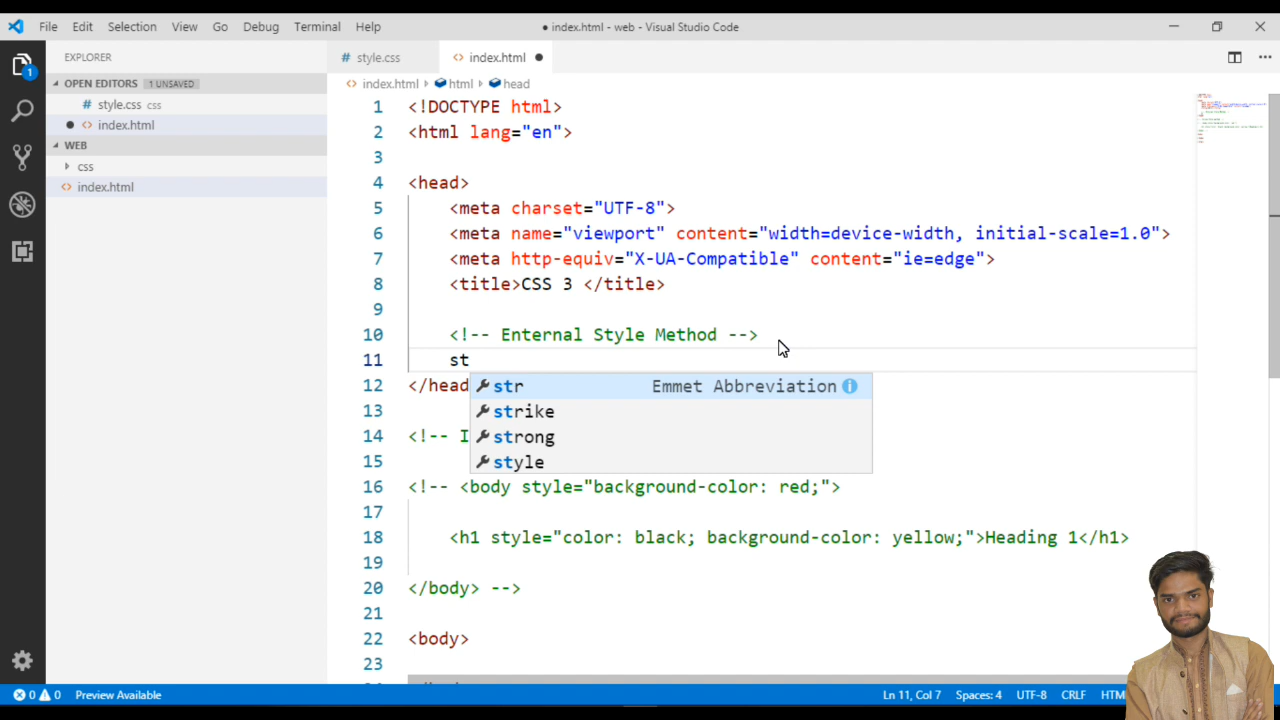 File Edit Selection View Go Debug Terminal Help
● index.html - web - Visual Studio Code
EXPLORER
OPEN EDITORS 1 UNSAVED
# style.css css
● <> index.html
WEB
css
<> index.html
1
# style.css
<> index.html ●
<> index.html html head
1 <!DOCTYPE html>
2 <html lang="en">
3
4 <head>
5 <meta charset="UTF-8">
6 <meta name="viewport" content="width=device-width, initial-scale=1.0">
7 <meta http-equiv="X-UA-Compatible" content="ie=edge">
8 <title>CSS 3 </title>
9
10 <!-- Enternal Style Method -->
11 st
12 </head
str Emmet Abbreviation
strike
strong
style
13
14 <!-- I
15
16 <!-- <body style="background-color: red;">
17
18 <h1 style="color: black; background-color: yellow;">Heading 1</h1>
19
20 </body> -->
21
22 <body>
23
0 0 Preview Available
Ln 11, Col 7 Spaces: 4 UTF-8 CRLF HTM